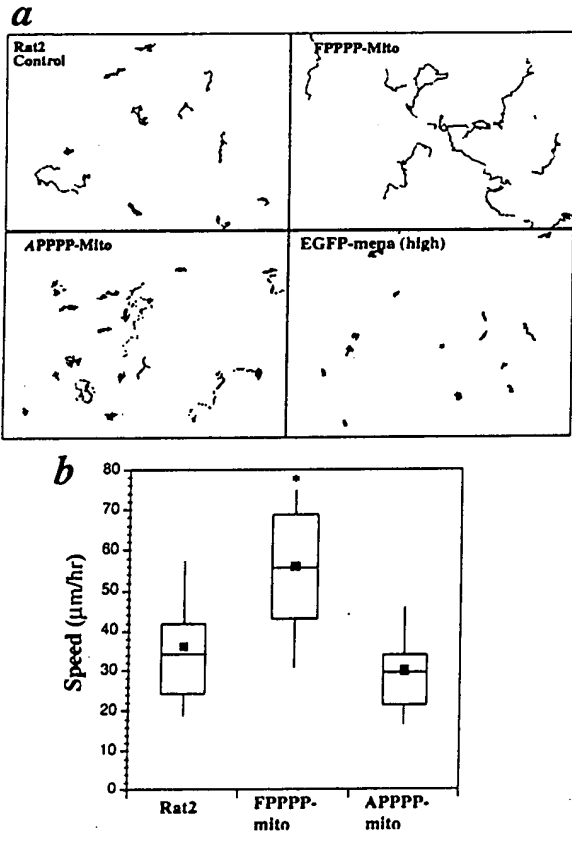 a
Rat2
Control
FPPPP-Mito
APPPP-Mito
EGFP-mena (high)
b
80
70
60
50
40
30
20
10
0
Speed (µm/hr)
*
Rat2
FPPPP-
mito
APPPP-
mito